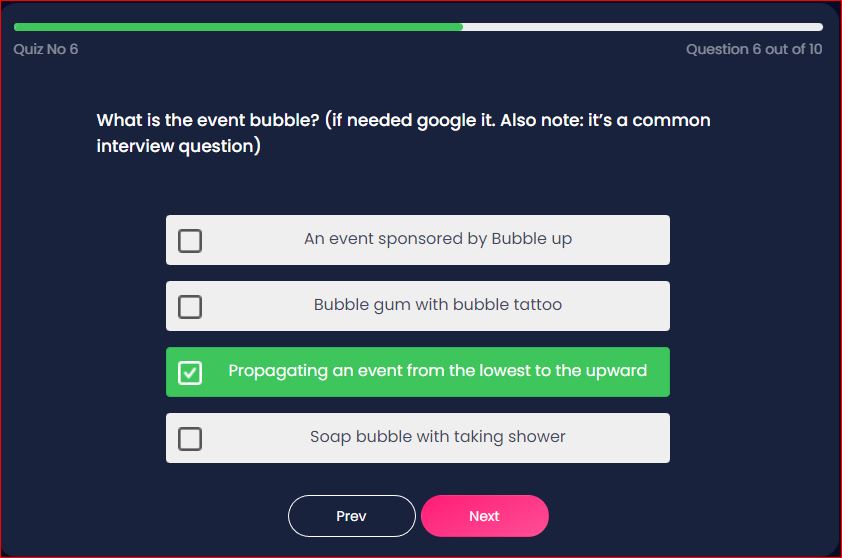 Quiz No 6
Question 6 out of 10
What is the event bubble? (if needed google it. Also note: it’s a common
interview question)
An event sponsored by Bubble up
Bubble gum with bubble tattoo
Propagating an event from the lowest to the upward
Soap bubble with taking shower
Prev
Next